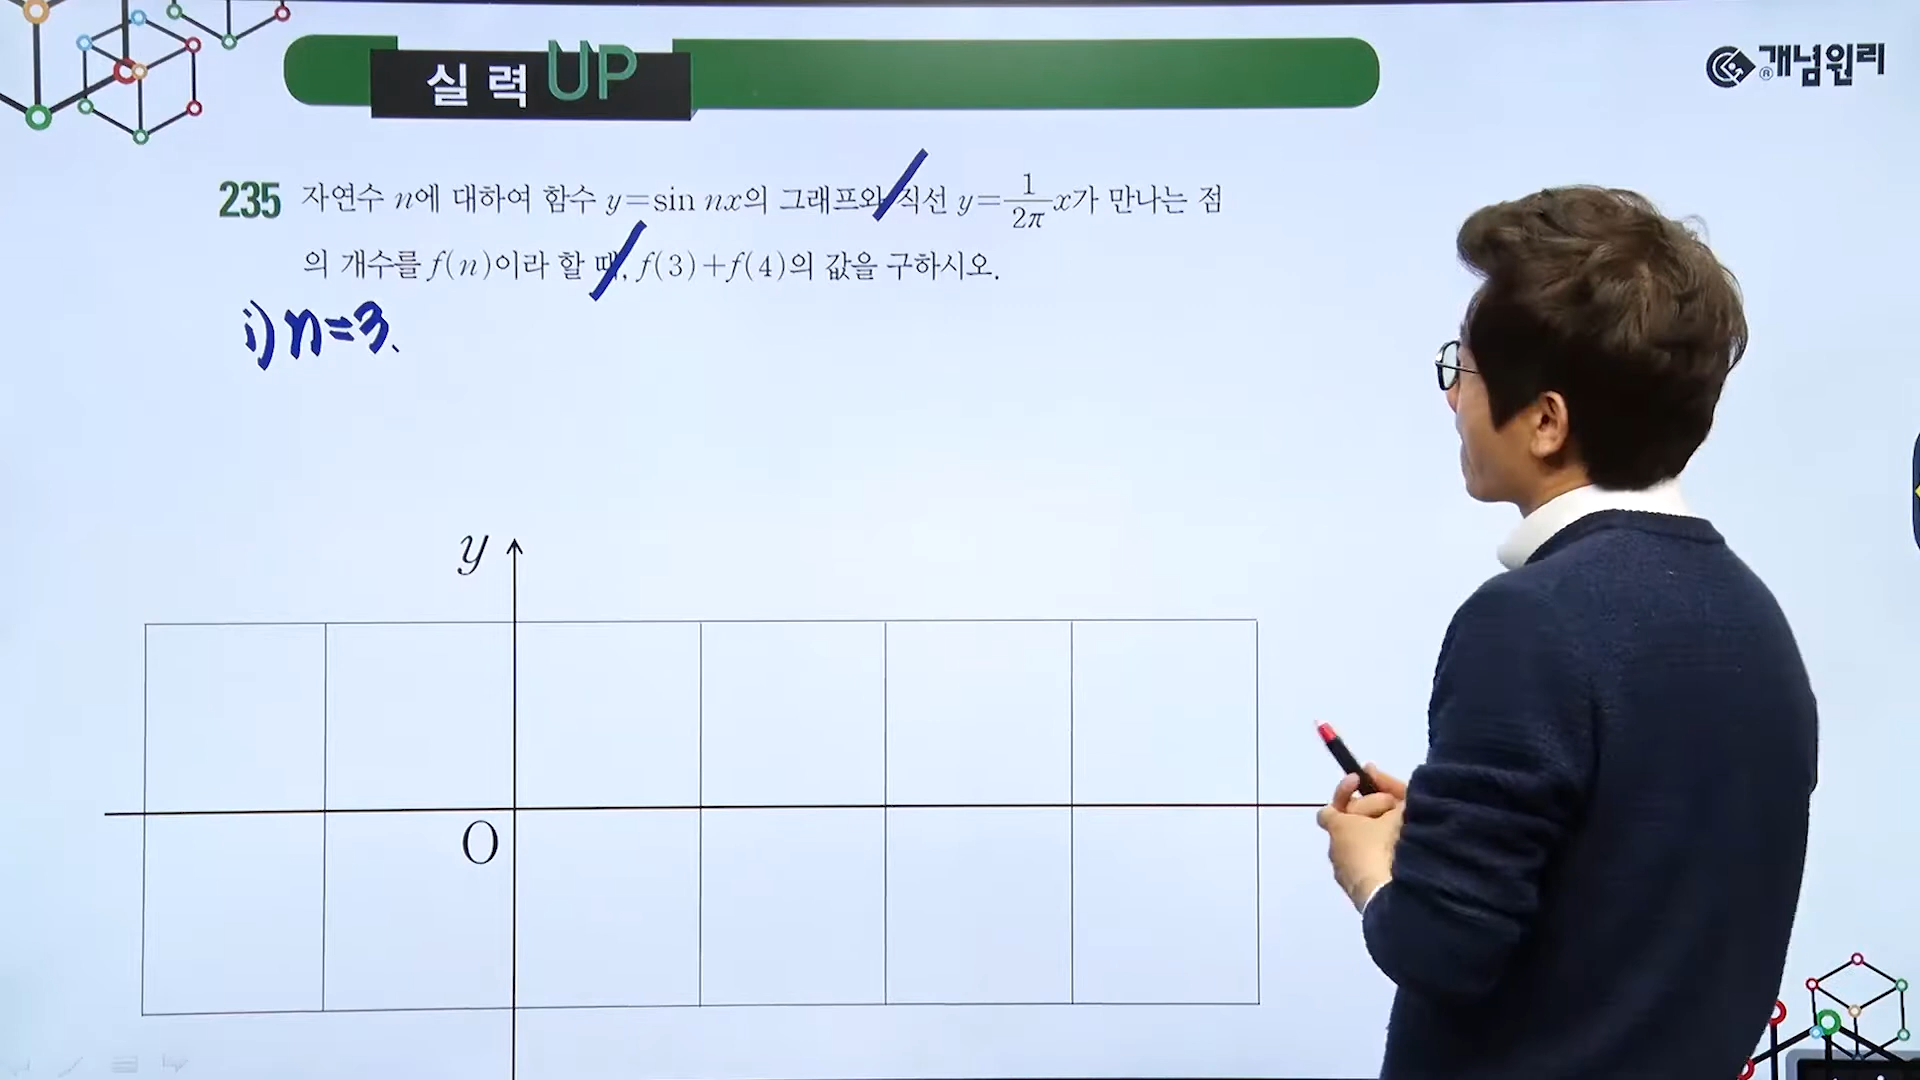 실력 UP
개념원리 ®
235 자연수 n에 대하여 함수 y=sin nx의 그래프와 직선 y=\frac{1}{2π}x가 만나는 점
의 개수를 f(n)이라 할 때, f(3)+f(4)의 값을 구하시오.
i) n=3.
y
O